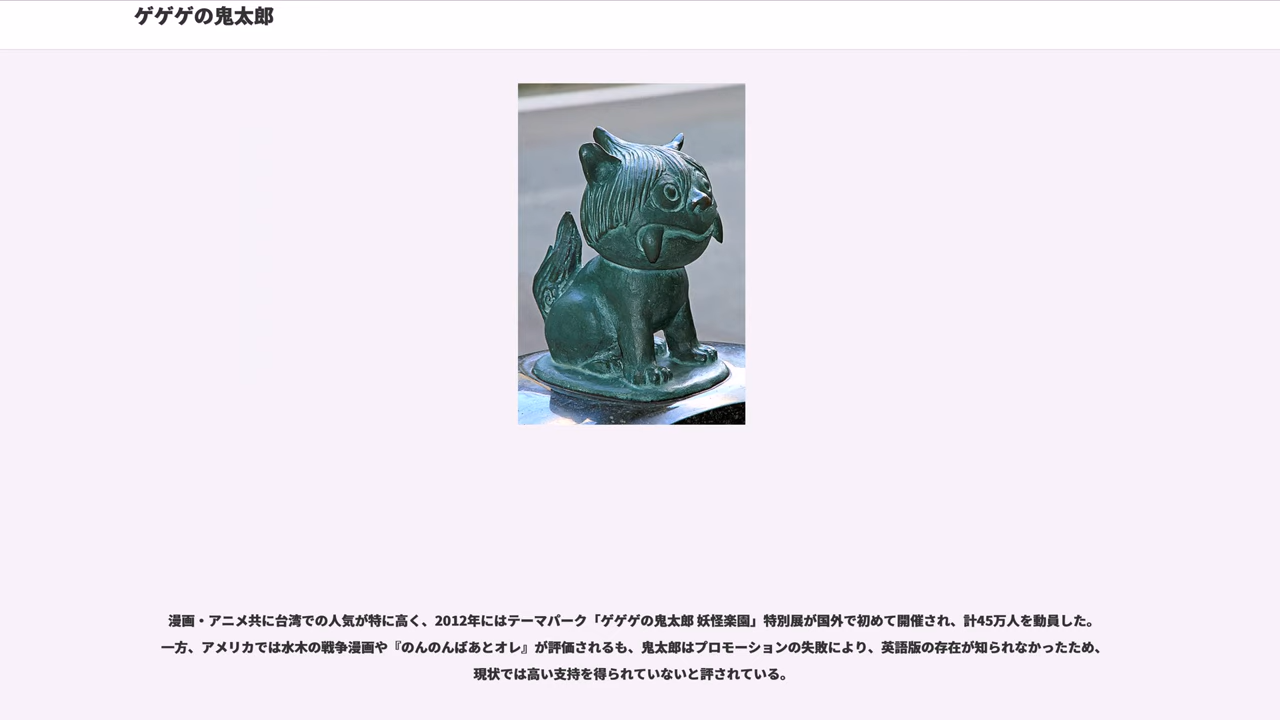 ゲゲゲの鬼太郎
漫画・アニメ共に台湾での人気が特に高く、2012年にはテーマパーク「ゲゲゲの鬼太郎 妖怪楽園」特別展が国外で初めて開催され、計45万人を動員した。
一方、アメリカでは水木の戦争漫画や『のんのんばあとオレ』が評価されるも、鬼太郎はプロモーションの失敗により、英語版の存在が知られなかったため、
現状では高い支持を得られていないと評されている。